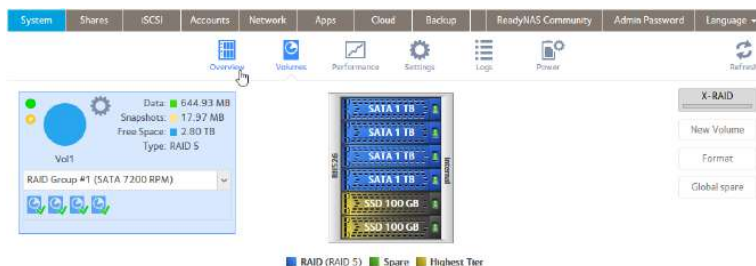 System Shares iSCSI Accounts Network Apps Cloud Backup ReadyNAS Community Admin Password Language
Overview Volumes Performance Settings Logs Power Refresh
Data: 644.93 MB
Snapshots: 17.97 MB
Free Space: 2.80 TB
Type: RAID 5
Vol1
RAID Group #1 (SATA 7200 RPM)
SATA 1 TB
SATA 1 TB
SATA 1 TB
SATA 1 TB
SSD 100 GB
SSD 100 GB
Internal
X-RAID
New Volume
Format
Global spare
RAID (RAID 5) Spare Highest Tier